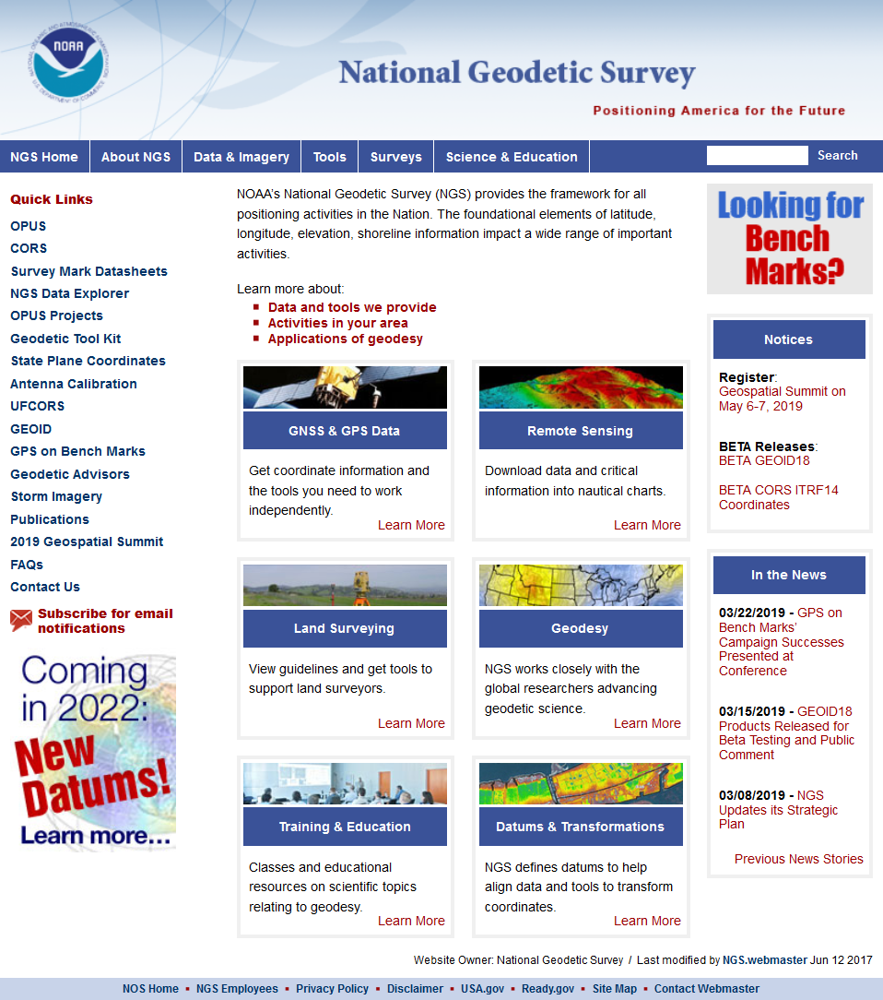 NATIONAL OCEANIC AND ATMOSPHERIC ADMINISTRATION
NOAA
U.S. DEPARTMENT OF COMMERCE
National Geodetic Survey
Positioning America for the Future
NGS Home
About NGS
Data & Imagery
Tools
Surveys
Science & Education
Search
Quick Links
OPUS
CORS
Survey Mark Datasheets
NGS Data Explorer
OPUS Projects
Geodetic Tool Kit
State Plane Coordinates
Antenna Calibration
UFCORS
GEOID
GPS on Bench Marks
Geodetic Advisors
Storm Imagery
Publications
2019 Geospatial Summit
FAQs
Contact Us
Subscribe for email
notifications
Coming
in 2022:
New
Datums!
Learn more...
NOAA's National Geodetic Survey (NGS) provides the framework for all
positioning activities in the Nation. The foundational elements of latitude,
longitude, elevation, shoreline information impact a wide range of important
activities.
Learn more about:
Data and tools we provide
Activities in your area
Applications of geodesy
GNSS & GPS Data
Get coordinate information and
the tools you need to work
independently.
Learn More
Remote Sensing
Download data and critical
information into nautical charts.
Learn More
Land Surveying
View guidelines and get tools to
support land surveyors.
Learn More
Geodesy
NGS works closely with the
global researchers advancing
geodetic science.
Learn More
Training & Education
Classes and educational
resources on scientific topics
relating to geodesy.
Learn More
Datums & Transformations
NGS defines datums to help
align data and tools to transform
coordinates.
Learn More
Looking for
Bench
Marks?
Notices
Register:
Geospatial Summit on
May 6-7, 2019
BETA Releases:
BETA GEOID18
BETA CORS ITRF14
Coordinates
In the News
03/22/2019 - GPS on
Bench Marks'
Campaign Successes
Presented at
Conference
03/15/2019 - GEOID18
Products Released for
Beta Testing and Public
Comment
03/08/2019 - NGS
Updates its Strategic
Plan
Previous News Stories
Website Owner: National Geodetic Survey / Last modified by NGS.webmaster Jun 12 2017
NOS Home ▪ NGS Employees ▪ Privacy Policy ▪ Disclaimer ▪ USA.gov ▪ Ready.gov ▪ Site Map ▪ Contact Webmaster